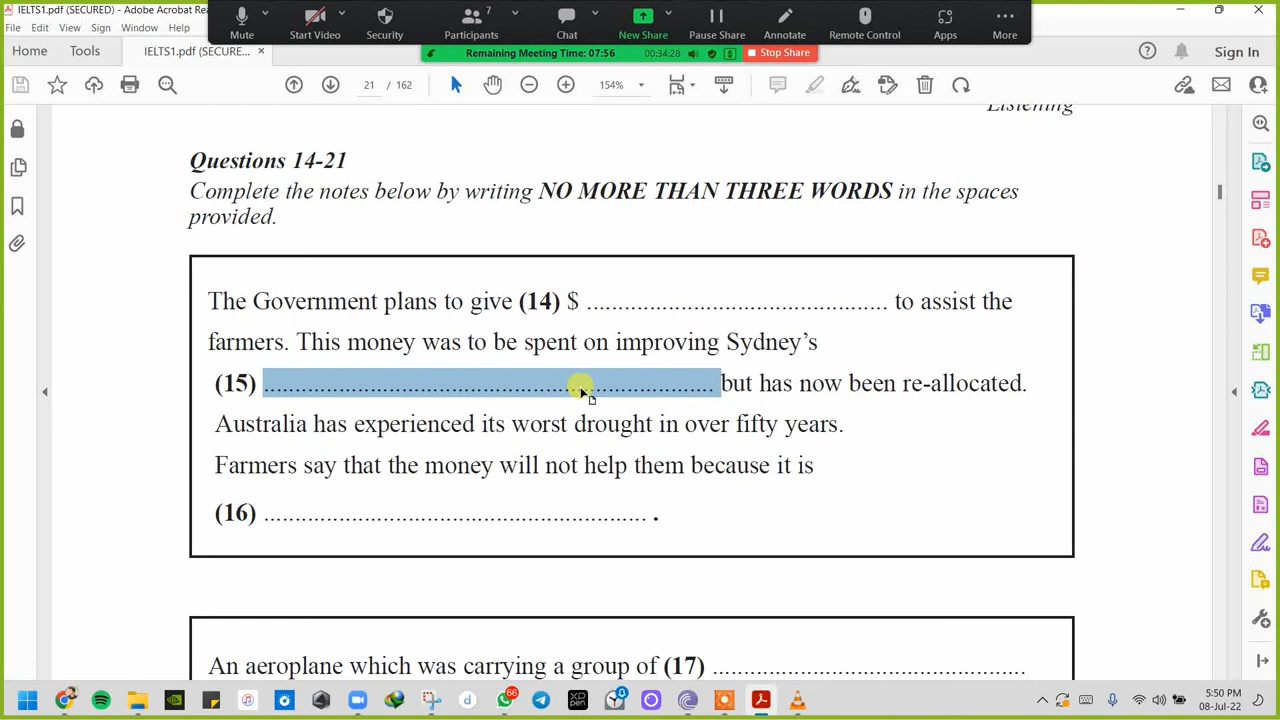 IELTS1.pdf (SECURED) - Adobe Acrobat Rea
File Edit View Sign Window Help
Mute Start Video Security Participants 7 Chat New Share Pause Share Annotate Remote Control Apps More
Remaining Meeting Time: 07:56 00:34:28 Stop Share
Home Tools IELTS1.pdf (SECURE... × Sign In
21 / 162 154%
Listening
Questions 14-21
Complete the notes below by writing NO MORE THAN THREE WORDS in the spaces
provided.
The Government plans to give (14) $ ................................................ to assist the
farmers. This money was to be spent on improving Sydney’s
(15) ........................................................................ but has now been re-allocated.
Australia has experienced its worst drought in over fifty years.
Farmers say that the money will not help them because it is
(16) ............................................................. .
An aeroplane which was carrying a group of (17) ..................................................
66
d
XD
PEN
5:50 PM
08-Jul-22